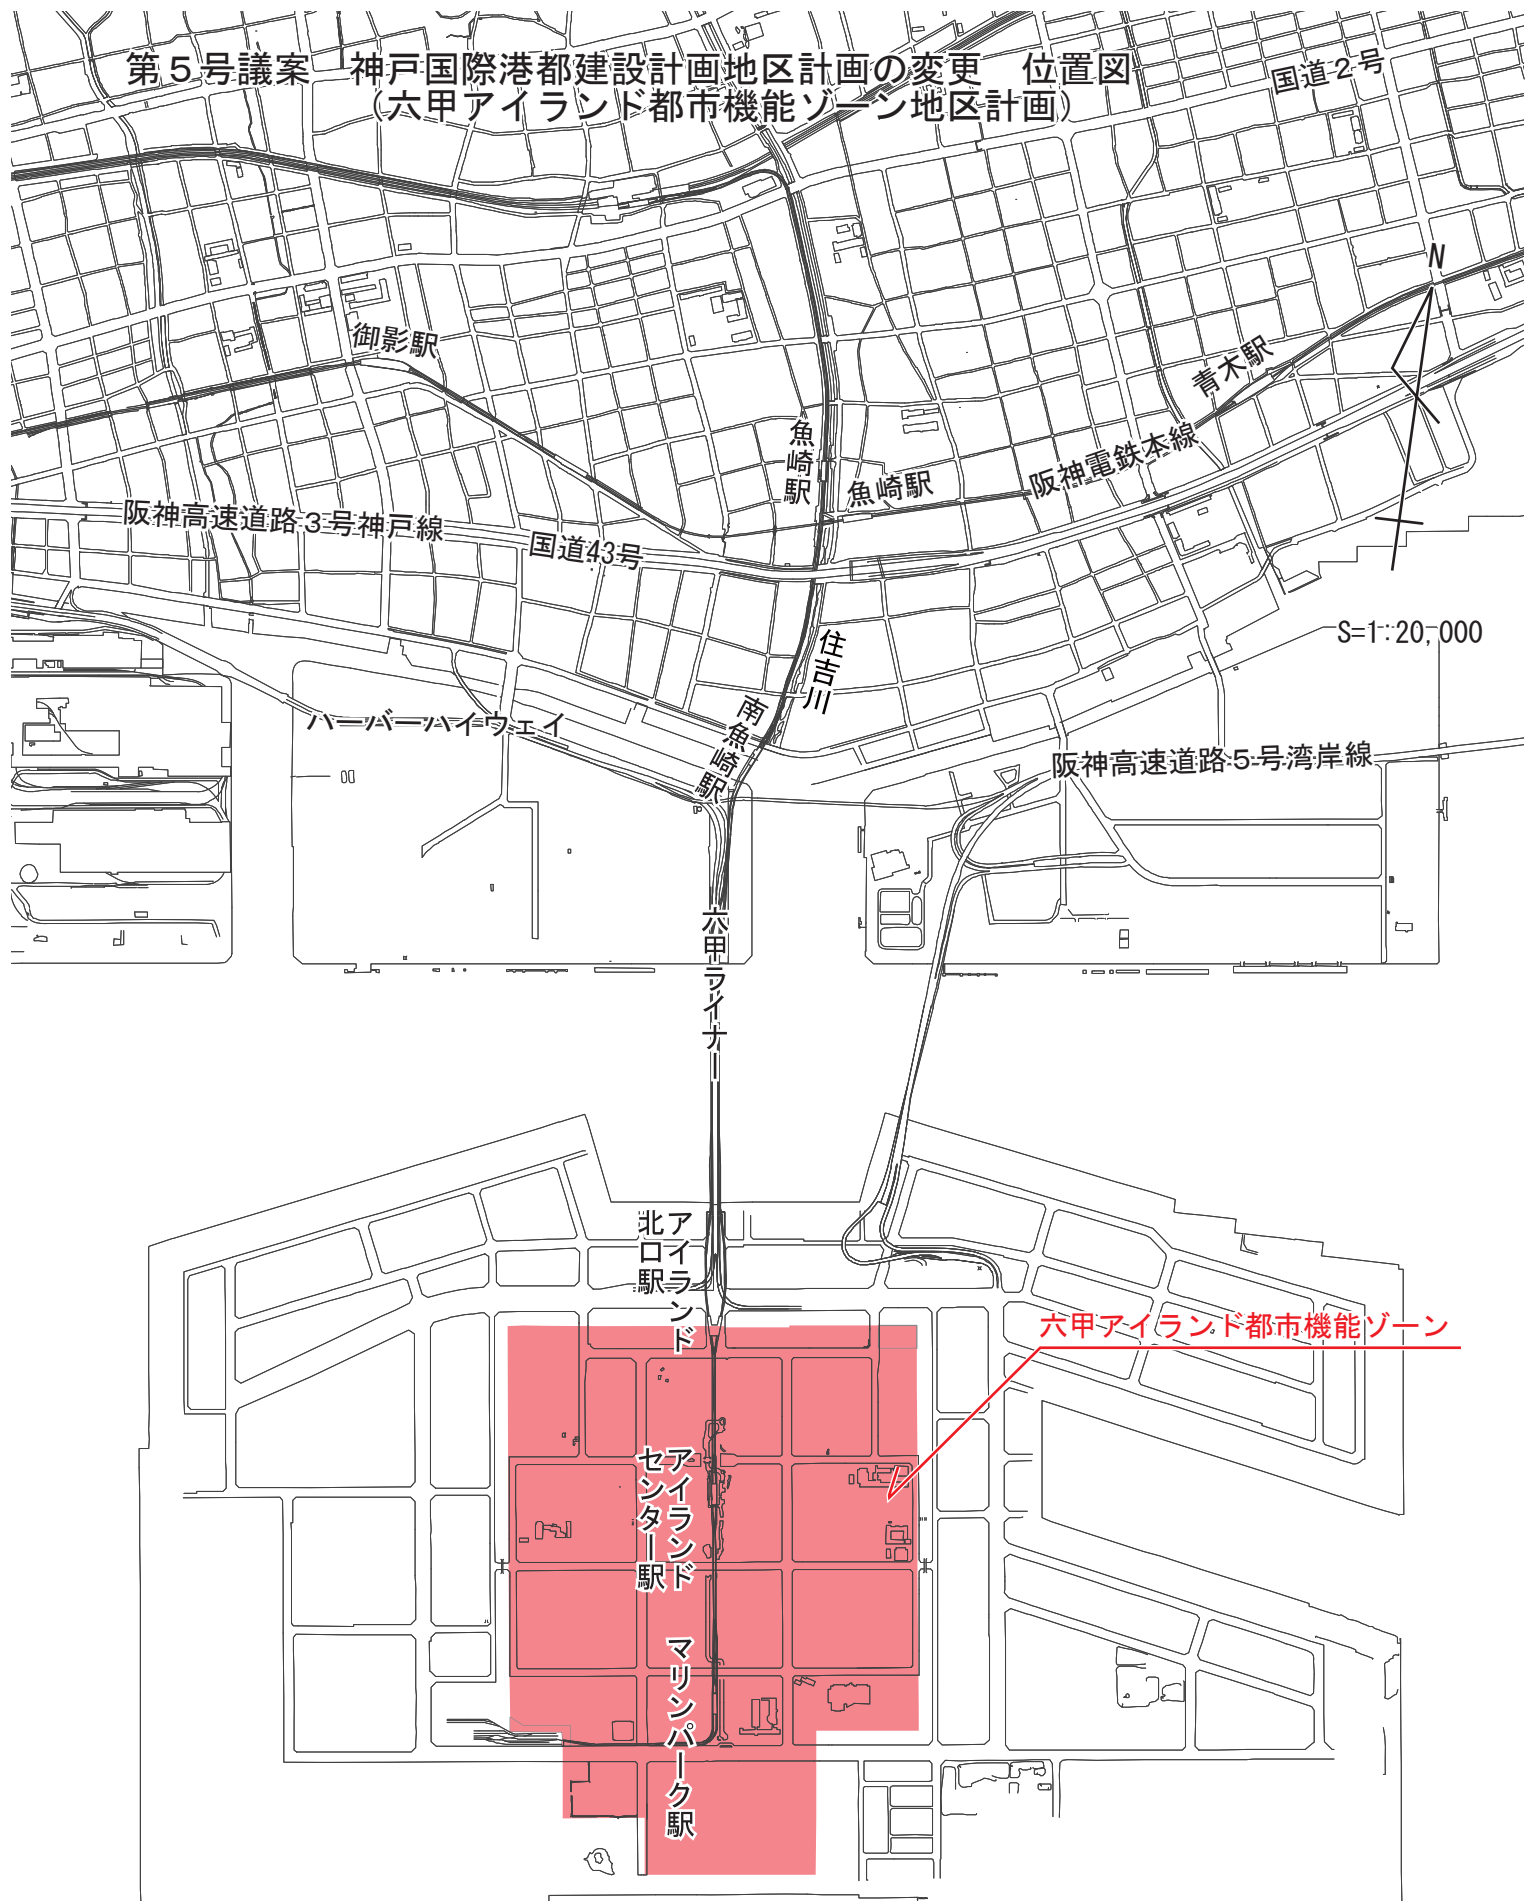 第５号議案　神戸国際港都建設計画地区計画の変更　位置図
（六甲アイランド都市機能ゾーン地区計画）
国道２号
N
御影駅
青木駅
魚崎駅
魚崎駅
阪神電鉄本線
阪神高速道路３号神戸線
国道43号
S=1:20,000
住吉川
南魚崎駅
ハーバーハイウェイ
阪神高速道路５号湾岸線
六甲ライナー
アイランド
北口駅
六甲アイランド都市機能ゾーン
アイランド
センター駅
マリンパーク駅